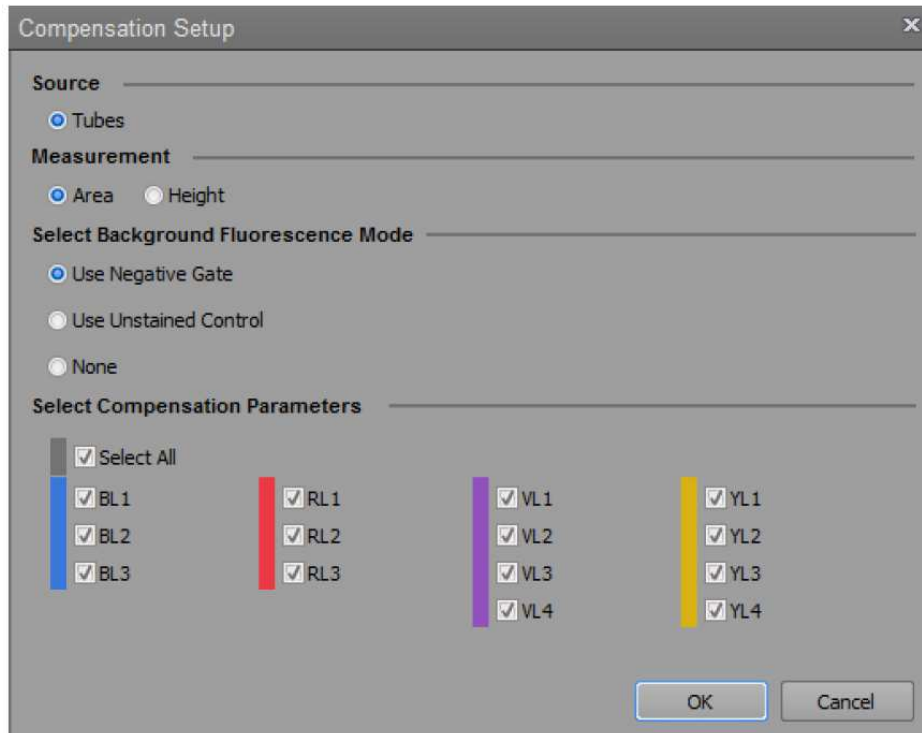 Compensation Setup
Source
Tubes
Measurement
Area Height
Select Background Fluorescence Mode
Use Negative Gate
Use Unstained Control
None
Select Compensation Parameters
Select All
BL1 RL1 VL1 YL1
BL2 RL2 VL2 YL2
BL3 RL3 VL3 YL3
VL4 YL4
OK Cancel